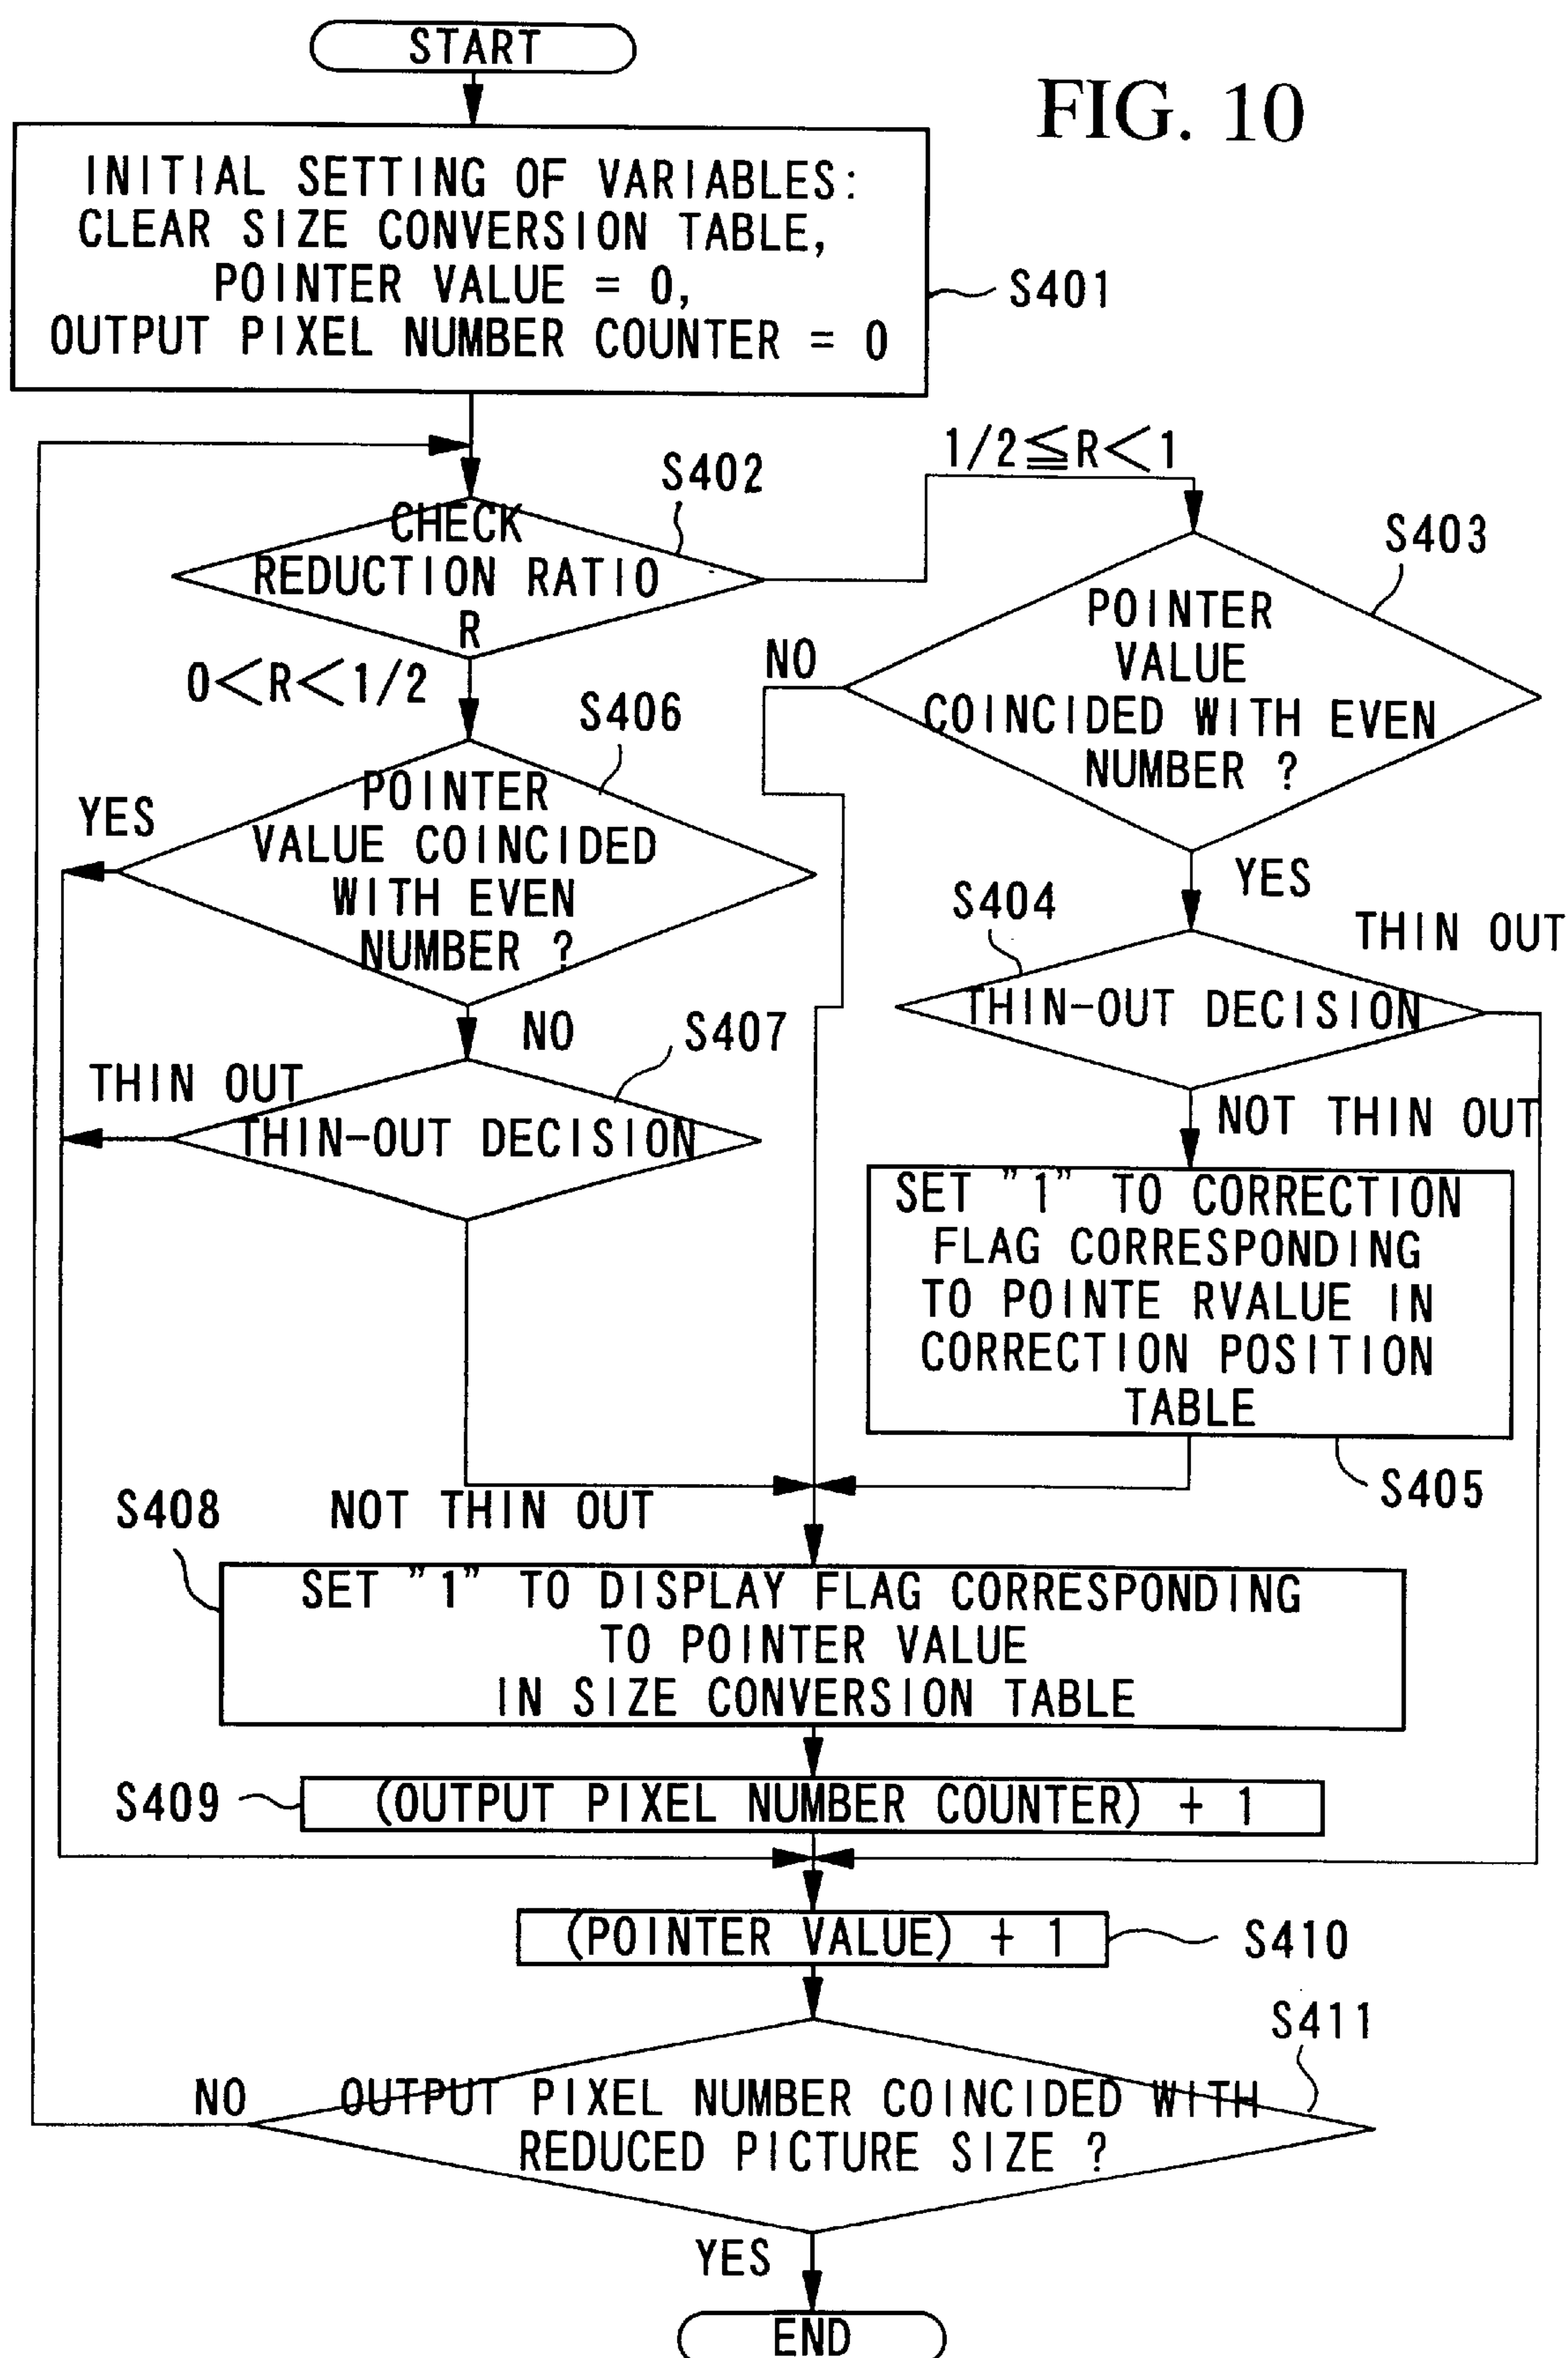 START
FIG. 10
INITIAL SETTING OF VARIABLES:
CLEAR SIZE CONVERSION TABLE,
POINTER VALUE = 0,
OUTPUT PIXEL NUMBER COUNTER = 0
S401
1/2≦R<1
S402
CHECK
REDUCTION RATIO
R
S403
POINTER
VALUE
COINCIDED WITH EVEN
NUMBER ?
NO
0<R<1/2
S406
POINTER
VALUE COINCIDED
WITH EVEN
NUMBER ?
YES
YES
S404
THIN OUT
THIN-OUT DECISION
NO
S407
THIN OUT
THIN-OUT DECISION
NOT THIN OUT
SET "1" TO CORRECTION
FLAG CORRESPONDING
TO POINTE RVALUE IN
CORRECTION POSITION
TABLE
S405
S408
NOT THIN OUT
SET "1" TO DISPLAY FLAG CORRESPONDING
TO POINTER VALUE
IN SIZE CONVERSION TABLE
S409
(OUTPUT PIXEL NUMBER COUNTER) + 1
(POINTER VALUE) + 1
S410
S411
NO
OUTPUT PIXEL NUMBER COINCIDED WITH
REDUCED PICTURE SIZE ?
YES
END